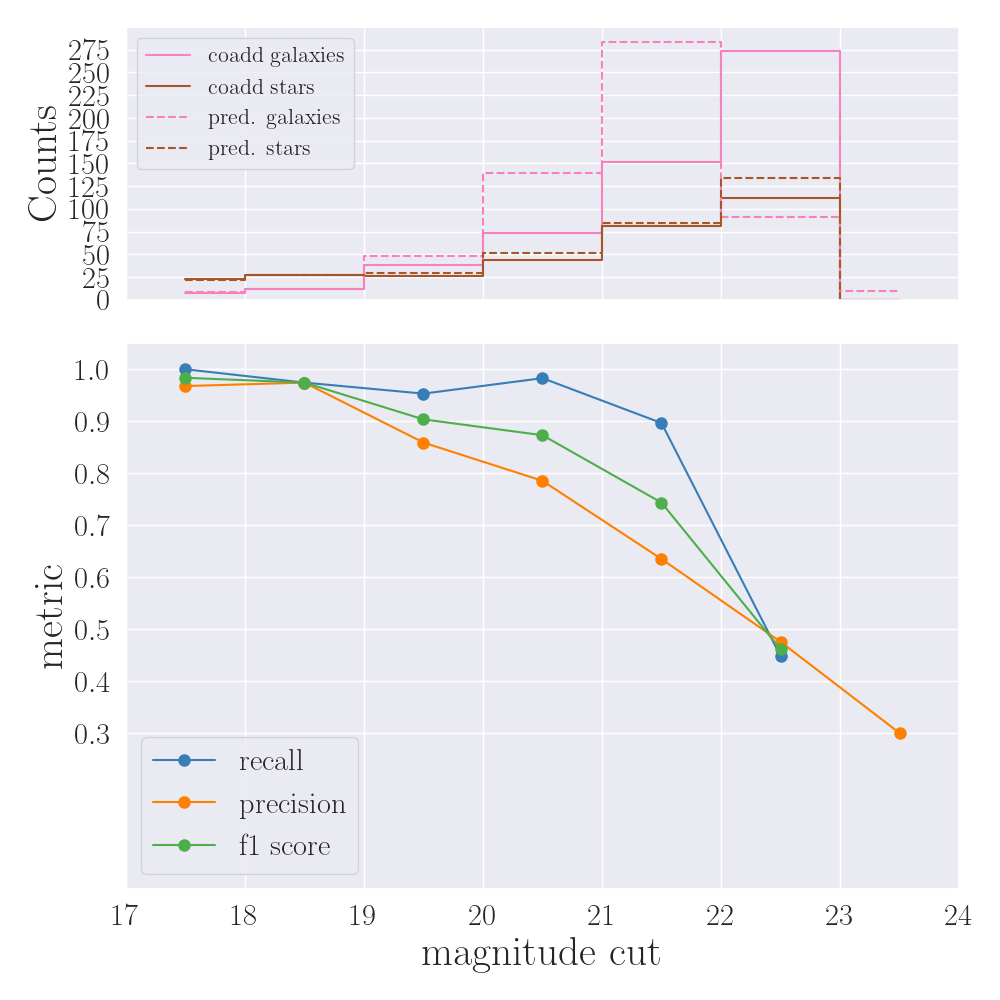 275
250
225
200
175
150
125
100
75
50
25
0
Counts
coadd galaxies
coadd stars
pred. galaxies
pred. stars
1.0
0.9
0.8
0.7
0.6
0.5
0.4
0.3
metric
recall
precision
f1 score
17 18 19 20 21 22 23 24
magnitude cut